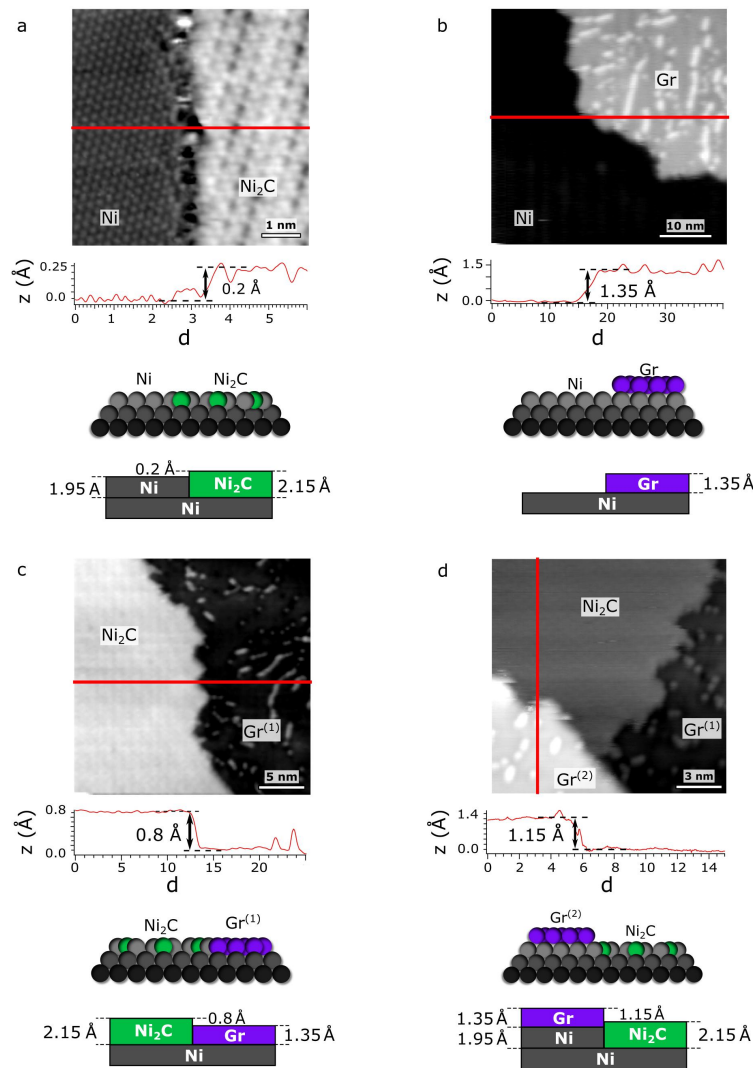 a
Ni
Ni₂C
1 nm
z (Å)
0.25
0.0
0.2 Å
0 1 2 3 4 5 6
d
Ni Ni₂C
0.2 Å
1.95 A
Ni
Ni₂C
2.15 Å
Ni
b
Gr
Ni
10 nm
z (Å)
1.5
0.0
1.35 Å
0 10 20 30
d
Gr
Ni
Gr
1.35 Å
Ni
c
Ni₂C
Gr⁽¹⁾
5 nm
z (Å)
0.8
0.0
0.8 Å
0 5 10 15 20
d
Ni₂C Gr⁽¹⁾
0.8 Å
2.15 Å
Ni₂C
Gr
1.35 Å
Ni
d
Ni₂C
Gr⁽¹⁾
Gr⁽²⁾
3 nm
z (Å)
1.4
0.0
1.15 Å
0 2 4 6 8 10 12 14
d
Gr⁽²⁾
Ni₂C
1.35 Å
Gr
1.15 Å
1.95 Å
Ni
Ni₂C
2.15 Å
Ni